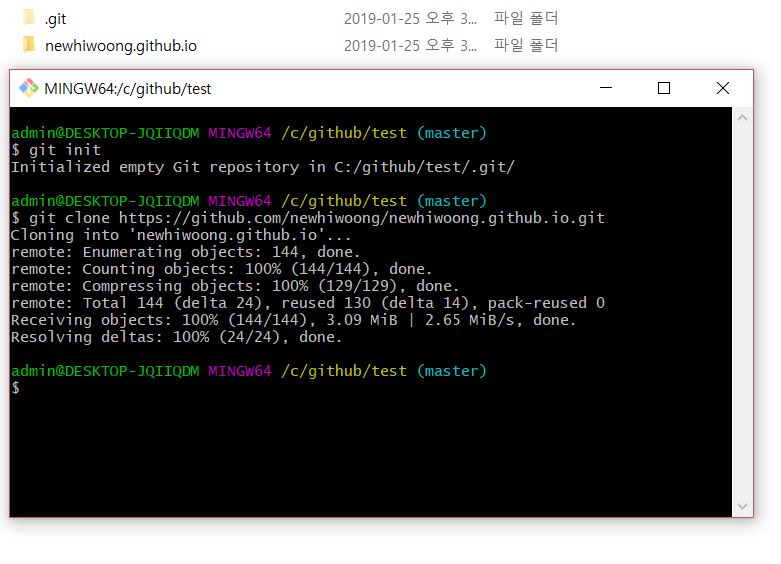 .git 2019-01-25 오후 3... 파일 폴더
newhiwoong.github.io 2019-01-25 오후 3... 파일 폴더
MINGW64:/c/github/test
admin@DESKTOP-JQIIQDM MINGW64 /c/github/test (master)
$ git init
Initialized empty Git repository in C:/github/test/.git/
admin@DESKTOP-JQIIQDM MINGW64 /c/github/test (master)
$ git clone https://github.com/newhiwoong/newhiwoong.github.io.git
Cloning into 'newhiwoong.github.io'...
remote: Enumerating objects: 144, done.
remote: Counting objects: 100% (144/144), done.
remote: Compressing objects: 100% (129/129), done.
remote: Total 144 (delta 24), reused 130 (delta 14), pack-reused 0
Receiving objects: 100% (144/144), 3.09 MiB | 2.65 MiB/s, done.
Resolving deltas: 100% (24/24), done.
admin@DESKTOP-JQIIQDM MINGW64 /c/github/test (master)
$